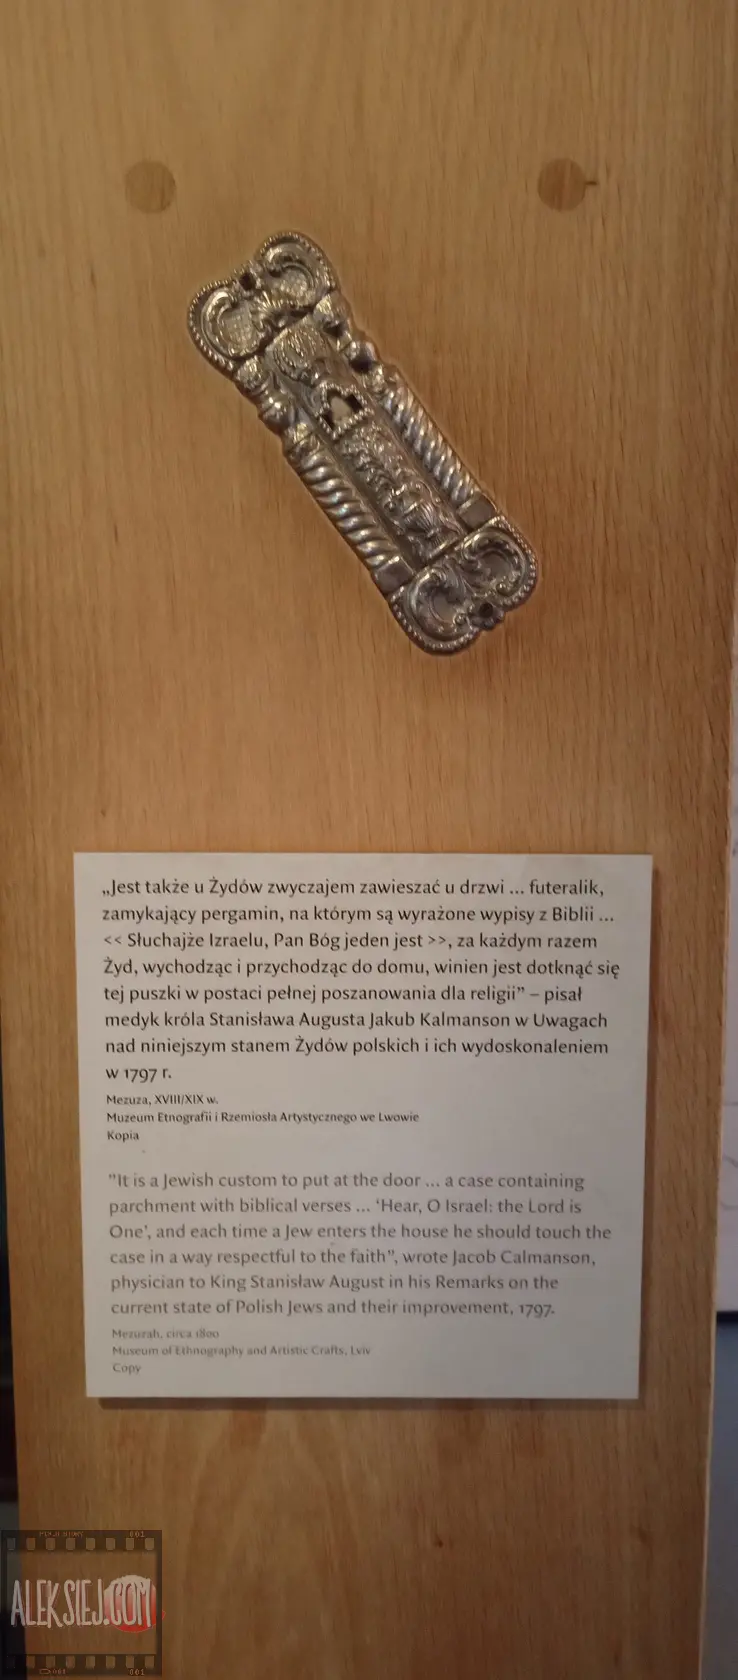 „Jest także u Żydów zwyczajem zawieszać u drzwi ... futeralik,
zamykający pergamin, na którym są wyrażone wypisy z Biblii ...
<< Słuchajże Izraelu, Pan Bóg jeden jest >>, za każdym razem
Żyd, wychodząc i przychodząc do domu, winien jest dotknąć się
tej puszki w postaci pełnej poszanowania dla religii” – pisał
medyk króla Stanisława Augusta Jakub Kalmanson w Uwagach
nad niniejszym stanem Żydów polskich i ich wydoskonaleniem
w 1797 r.
Mezuza, XVIII/XIX w.
Muzeum Etnografii i Rzemiosła Artystycznego we Lwowie
Kopia
”It is a Jewish custom to put at the door ... a case containing
parchment with biblical verses ... ‘Hear, O Israel: the Lord is
One’, and each time a Jew enters the house he should touch the
case in a way respectful to the faith”, wrote Jacob Calmanson,
physician to King Stanisław August in his Remarks on the
current state of Polish Jews and their improvement, 1797.
Mezuzah, circa 1800
Museum of Ethnography and Artistic Crafts, Lviv
Copy
001
ALEKSIEJ.COM
001